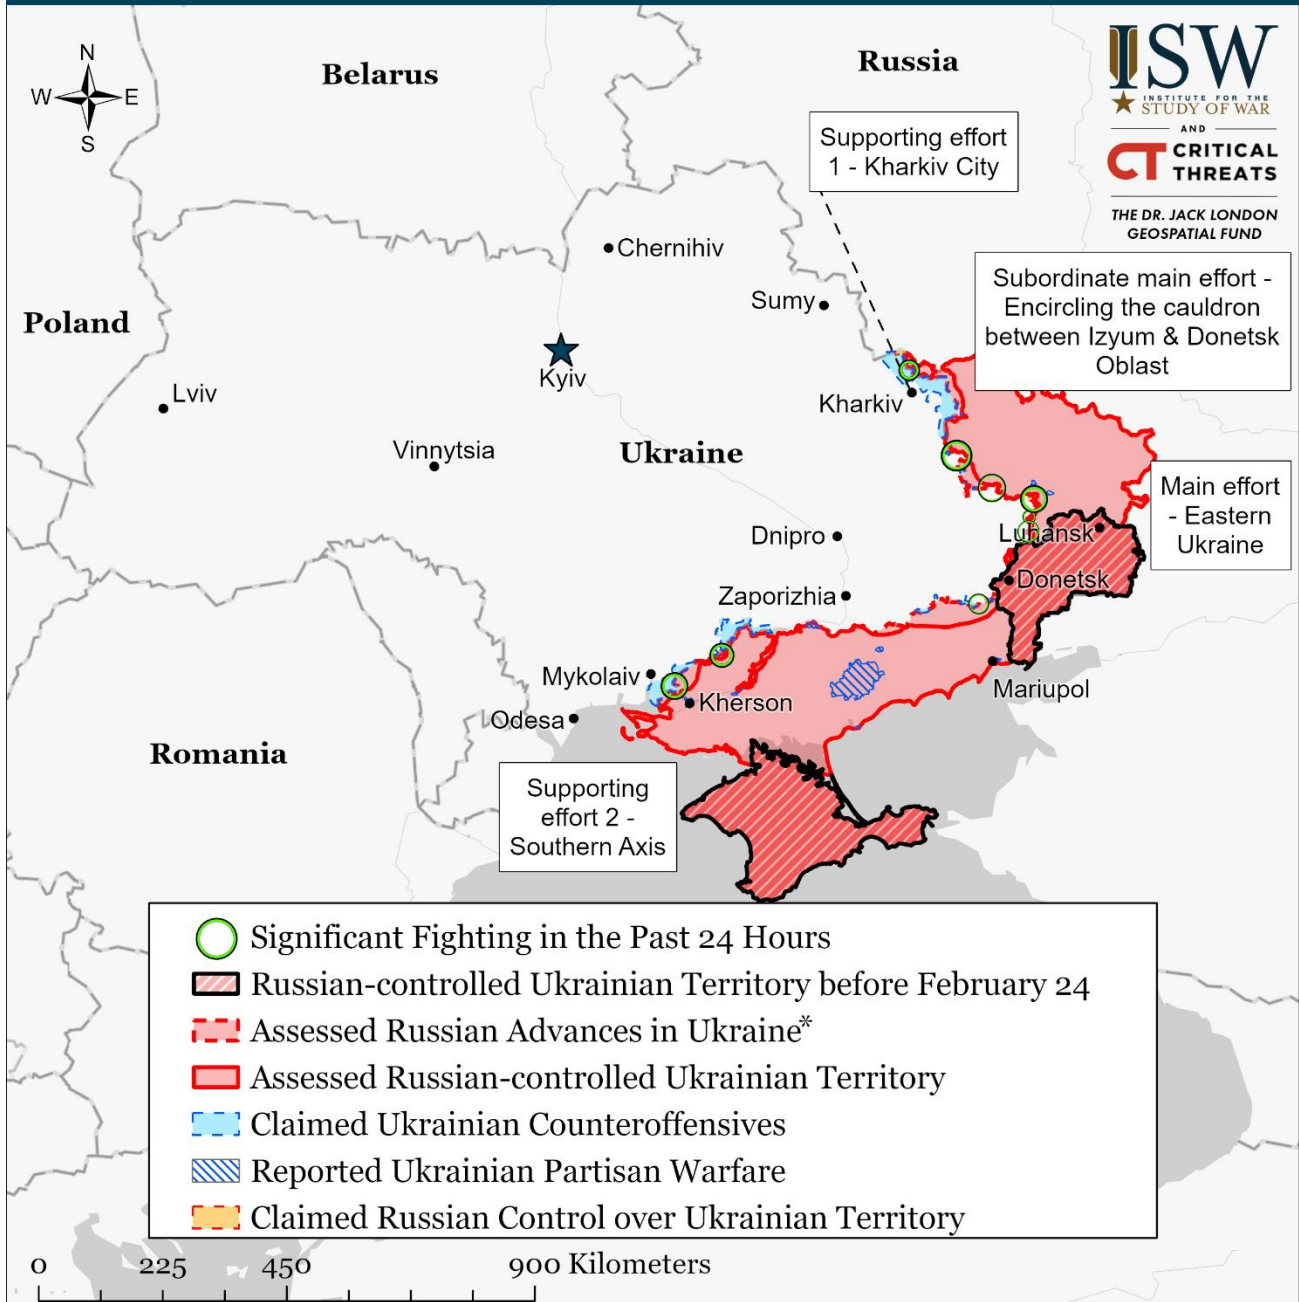 N
W E
S
Belarus
Russia
ISW
INSTITUTE FOR THE
STUDY OF WAR
AND
CT CRITICAL
THREATS
THE DR. JACK LONDON
GEOSPATIAL FUND
Supporting effort
1 - Kharkiv City
Chernihiv
Subordinate main effort -
Encircling the cauldron
between Izyum & Donetsk
Oblast
Sumy
Poland
Kyiv
Lviv
Kharkiv
Vinnytsia
Ukraine
Main effort
- Eastern
Ukraine
Dnipro
Luhansk
Donetsk
Zaporizhia
Mykolaiv
Mariupol
Kherson
Odesa
Romania
Supporting
effort 2 -
Southern Axis
Significant Fighting in the Past 24 Hours
Russian-controlled Ukrainian Territory before February 24
Assessed Russian Advances in Ukraine*
Assessed Russian-controlled Ukrainian Territory
Claimed Ukrainian Counteroffensives
Reported Ukrainian Partisan Warfare
Claimed Russian Control over Ukrainian Territory
0 225 450 900 Kilometers